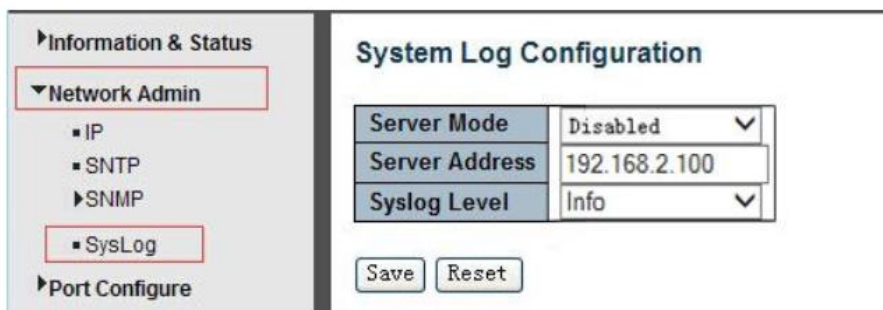 Information & Status
Network Admin
IP
SNTP
SNMP
SysLog
Port Configure
System Log Configuration
Server Mode Disabled
Server Address 192.168.2.100
Syslog Level Info
Save Reset